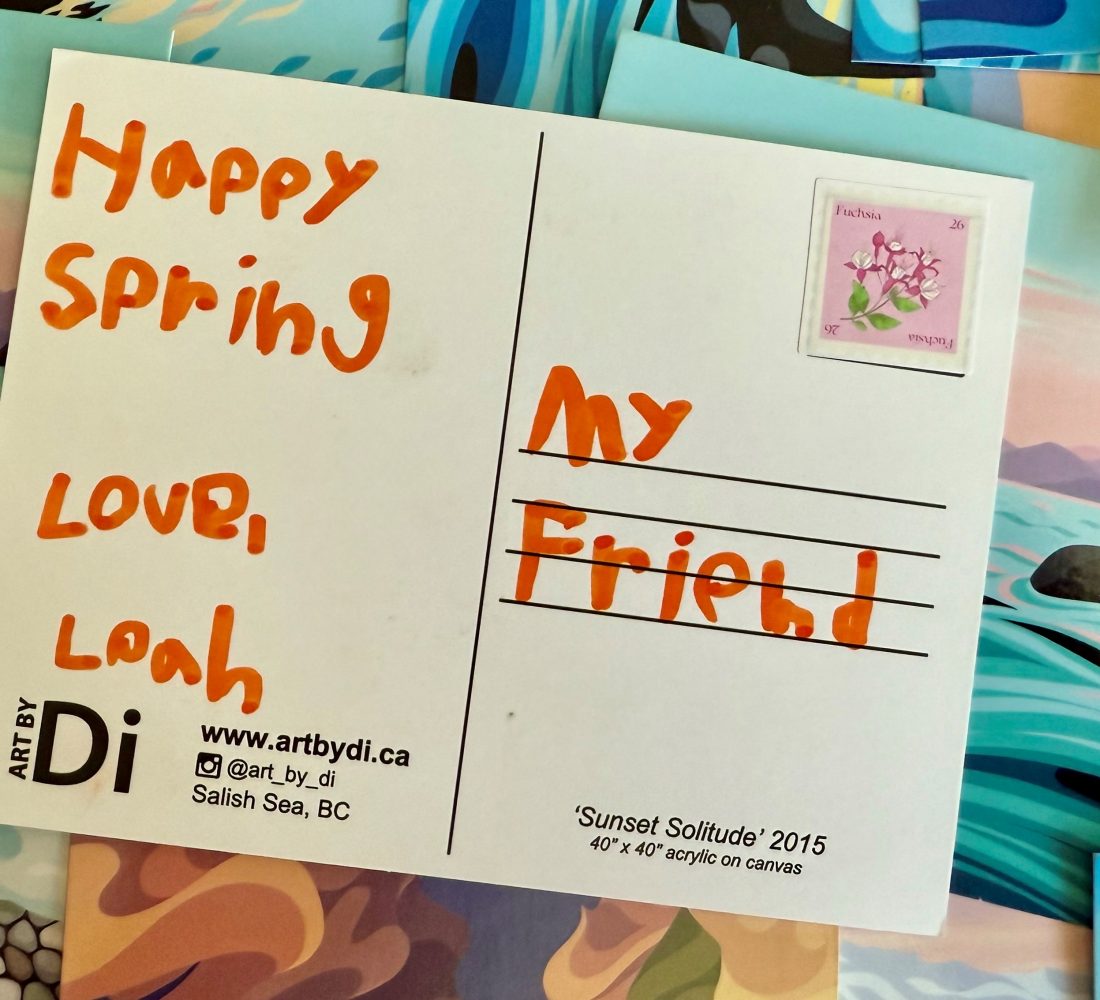 Happy
Spring
Love,
Leah
ART BY
Di
www.artbydi.ca
@art_by_di
Salish Sea, BC
Fuchsia 26
26 Fuchsia
My
Friend
'Sunset Solitude' 2015
40" x 40" acrylic on canvas